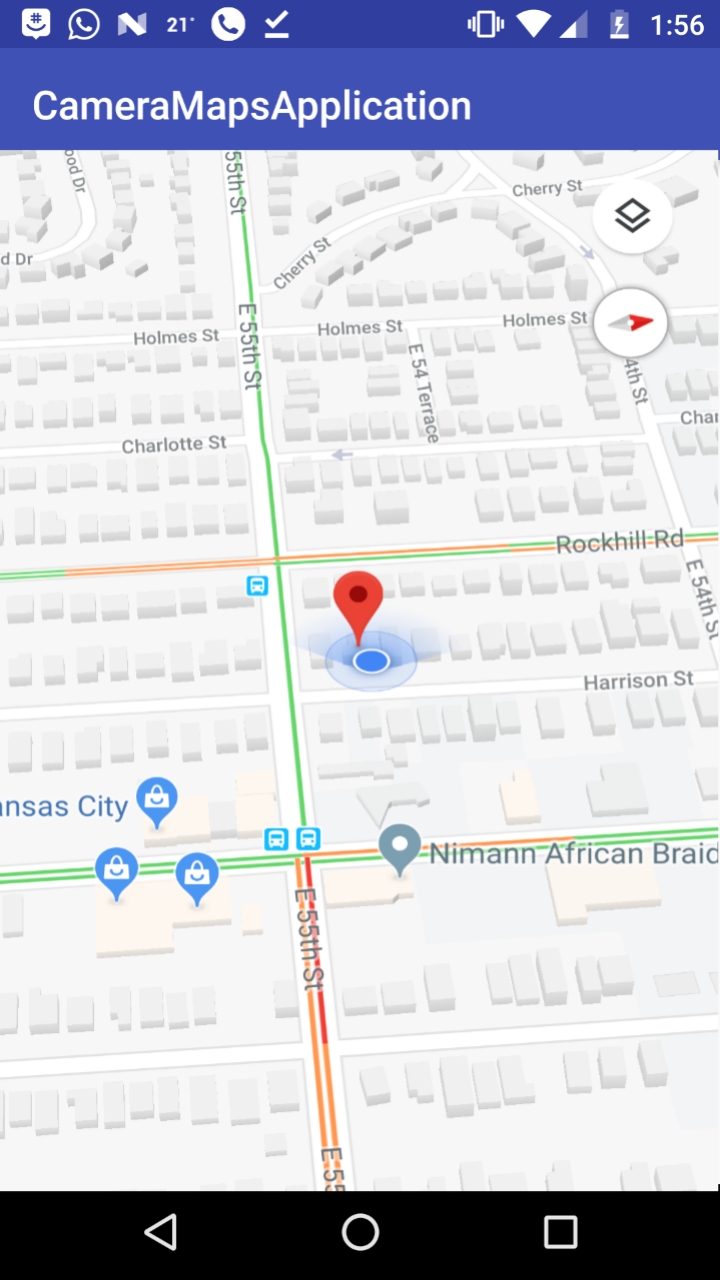 # N 21° 1:56
CameraMapsApplication
ood Dr
55th St
Cherry St
d Dr
Cherry St
Holmes St
Holmes St
Holmes St
E 55th St
E 54 Terrace
4th St
Charlotte St
Char
Rockhill Rd
E 54th St
Harrison St
ansas City
Nimann African Braid
E 55th St
E 55